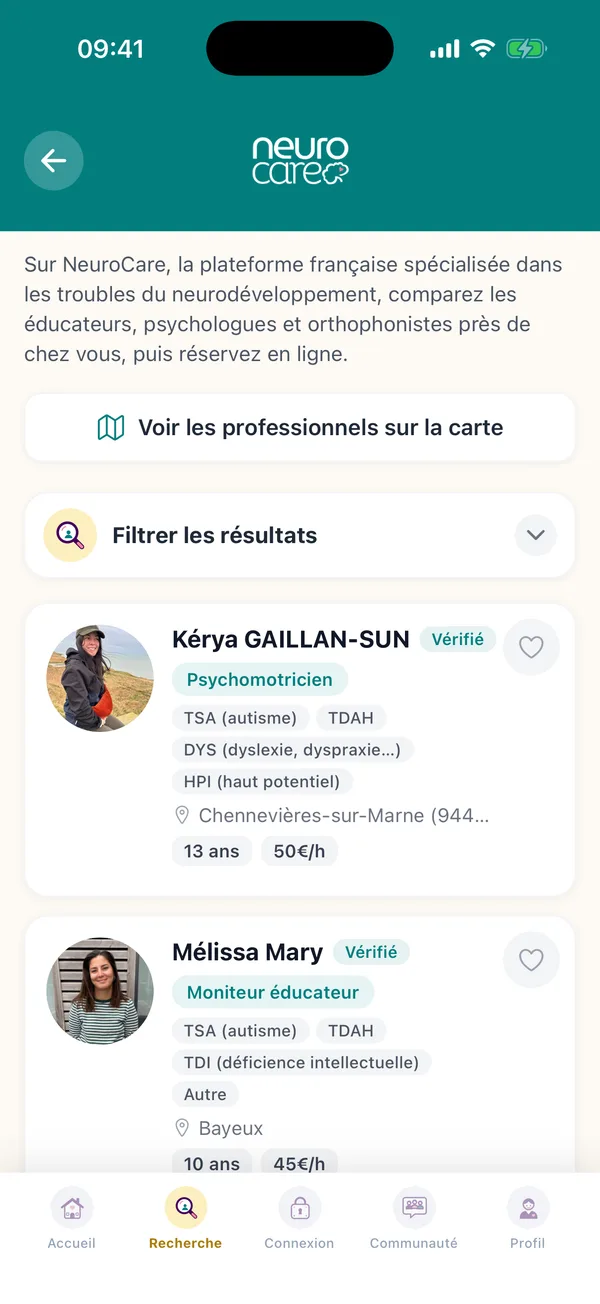 09:41
neuro
care
Sur NeuroCare, la plateforme française spécialisée dans
les troubles du neurodéveloppement, comparez les
éducateurs, psychologues et orthophonistes près de
chez vous, puis réservez en ligne.
Voir les professionnels sur la carte
Filtrer les résultats
Kérya GAILLAN-SUN Vérifié
Psychomotricien
TSA (autisme) TDAH
DYS (dyslexie, dyspraxie...)
HPI (haut potentiel)
Chennevières-sur-Marne (944...
13 ans 50€/h
Mélissa Mary Vérifié
Moniteur éducateur
TSA (autisme) TDAH
TDI (déficience intellectuelle)
Autre
Bayeux
10 ans 45€/h
Accueil Recherche Connexion Communauté Profil